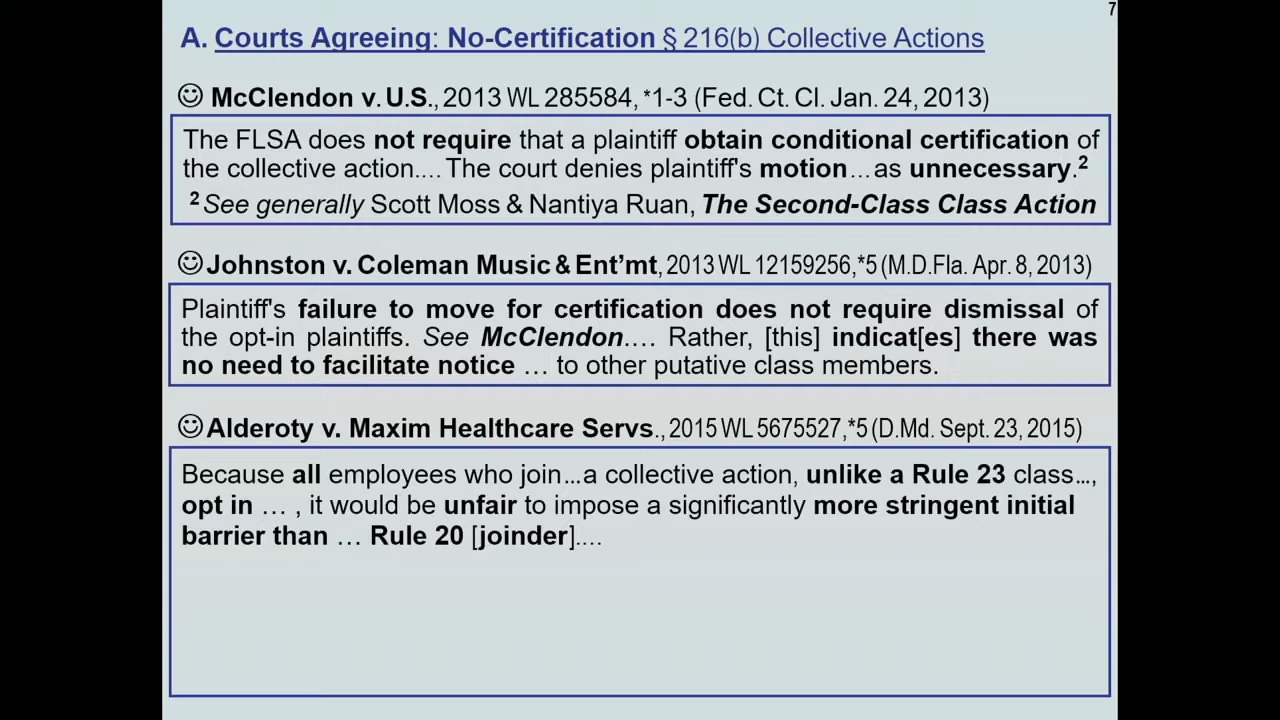 7
A. Courts Agreeing: No-Certification § 216(b) Collective Actions
☺ McClendon v. U.S., 2013 WL 285584, *1-3 (Fed. Ct. Cl. Jan. 24, 2013)
The FLSA does not require that a plaintiff obtain conditional certification of
the collective action.... The court denies plaintiff's motion … as unnecessary.²
² See generally Scott Moss & Nantiya Ruan, The Second-Class Class Action
☺ Johnston v. Coleman Music & Ent’mt, 2013 WL 12159256,*5 (M.D.Fla. Apr. 8, 2013)
Plaintiff's failure to move for certification does not require dismissal of
the opt-in plaintiffs. See McClendon.… Rather, [this] indicat[es] there was
no need to facilitate notice … to other putative class members.
☺ Alderoty v. Maxim Healthcare Servs., 2015 WL 5675527,*5 (D.Md. Sept. 23, 2015)
Because all employees who join…a collective action, unlike a Rule 23 class…,
opt in … , it would be unfair to impose a significantly more stringent initial
barrier than … Rule 20 [joinder]....